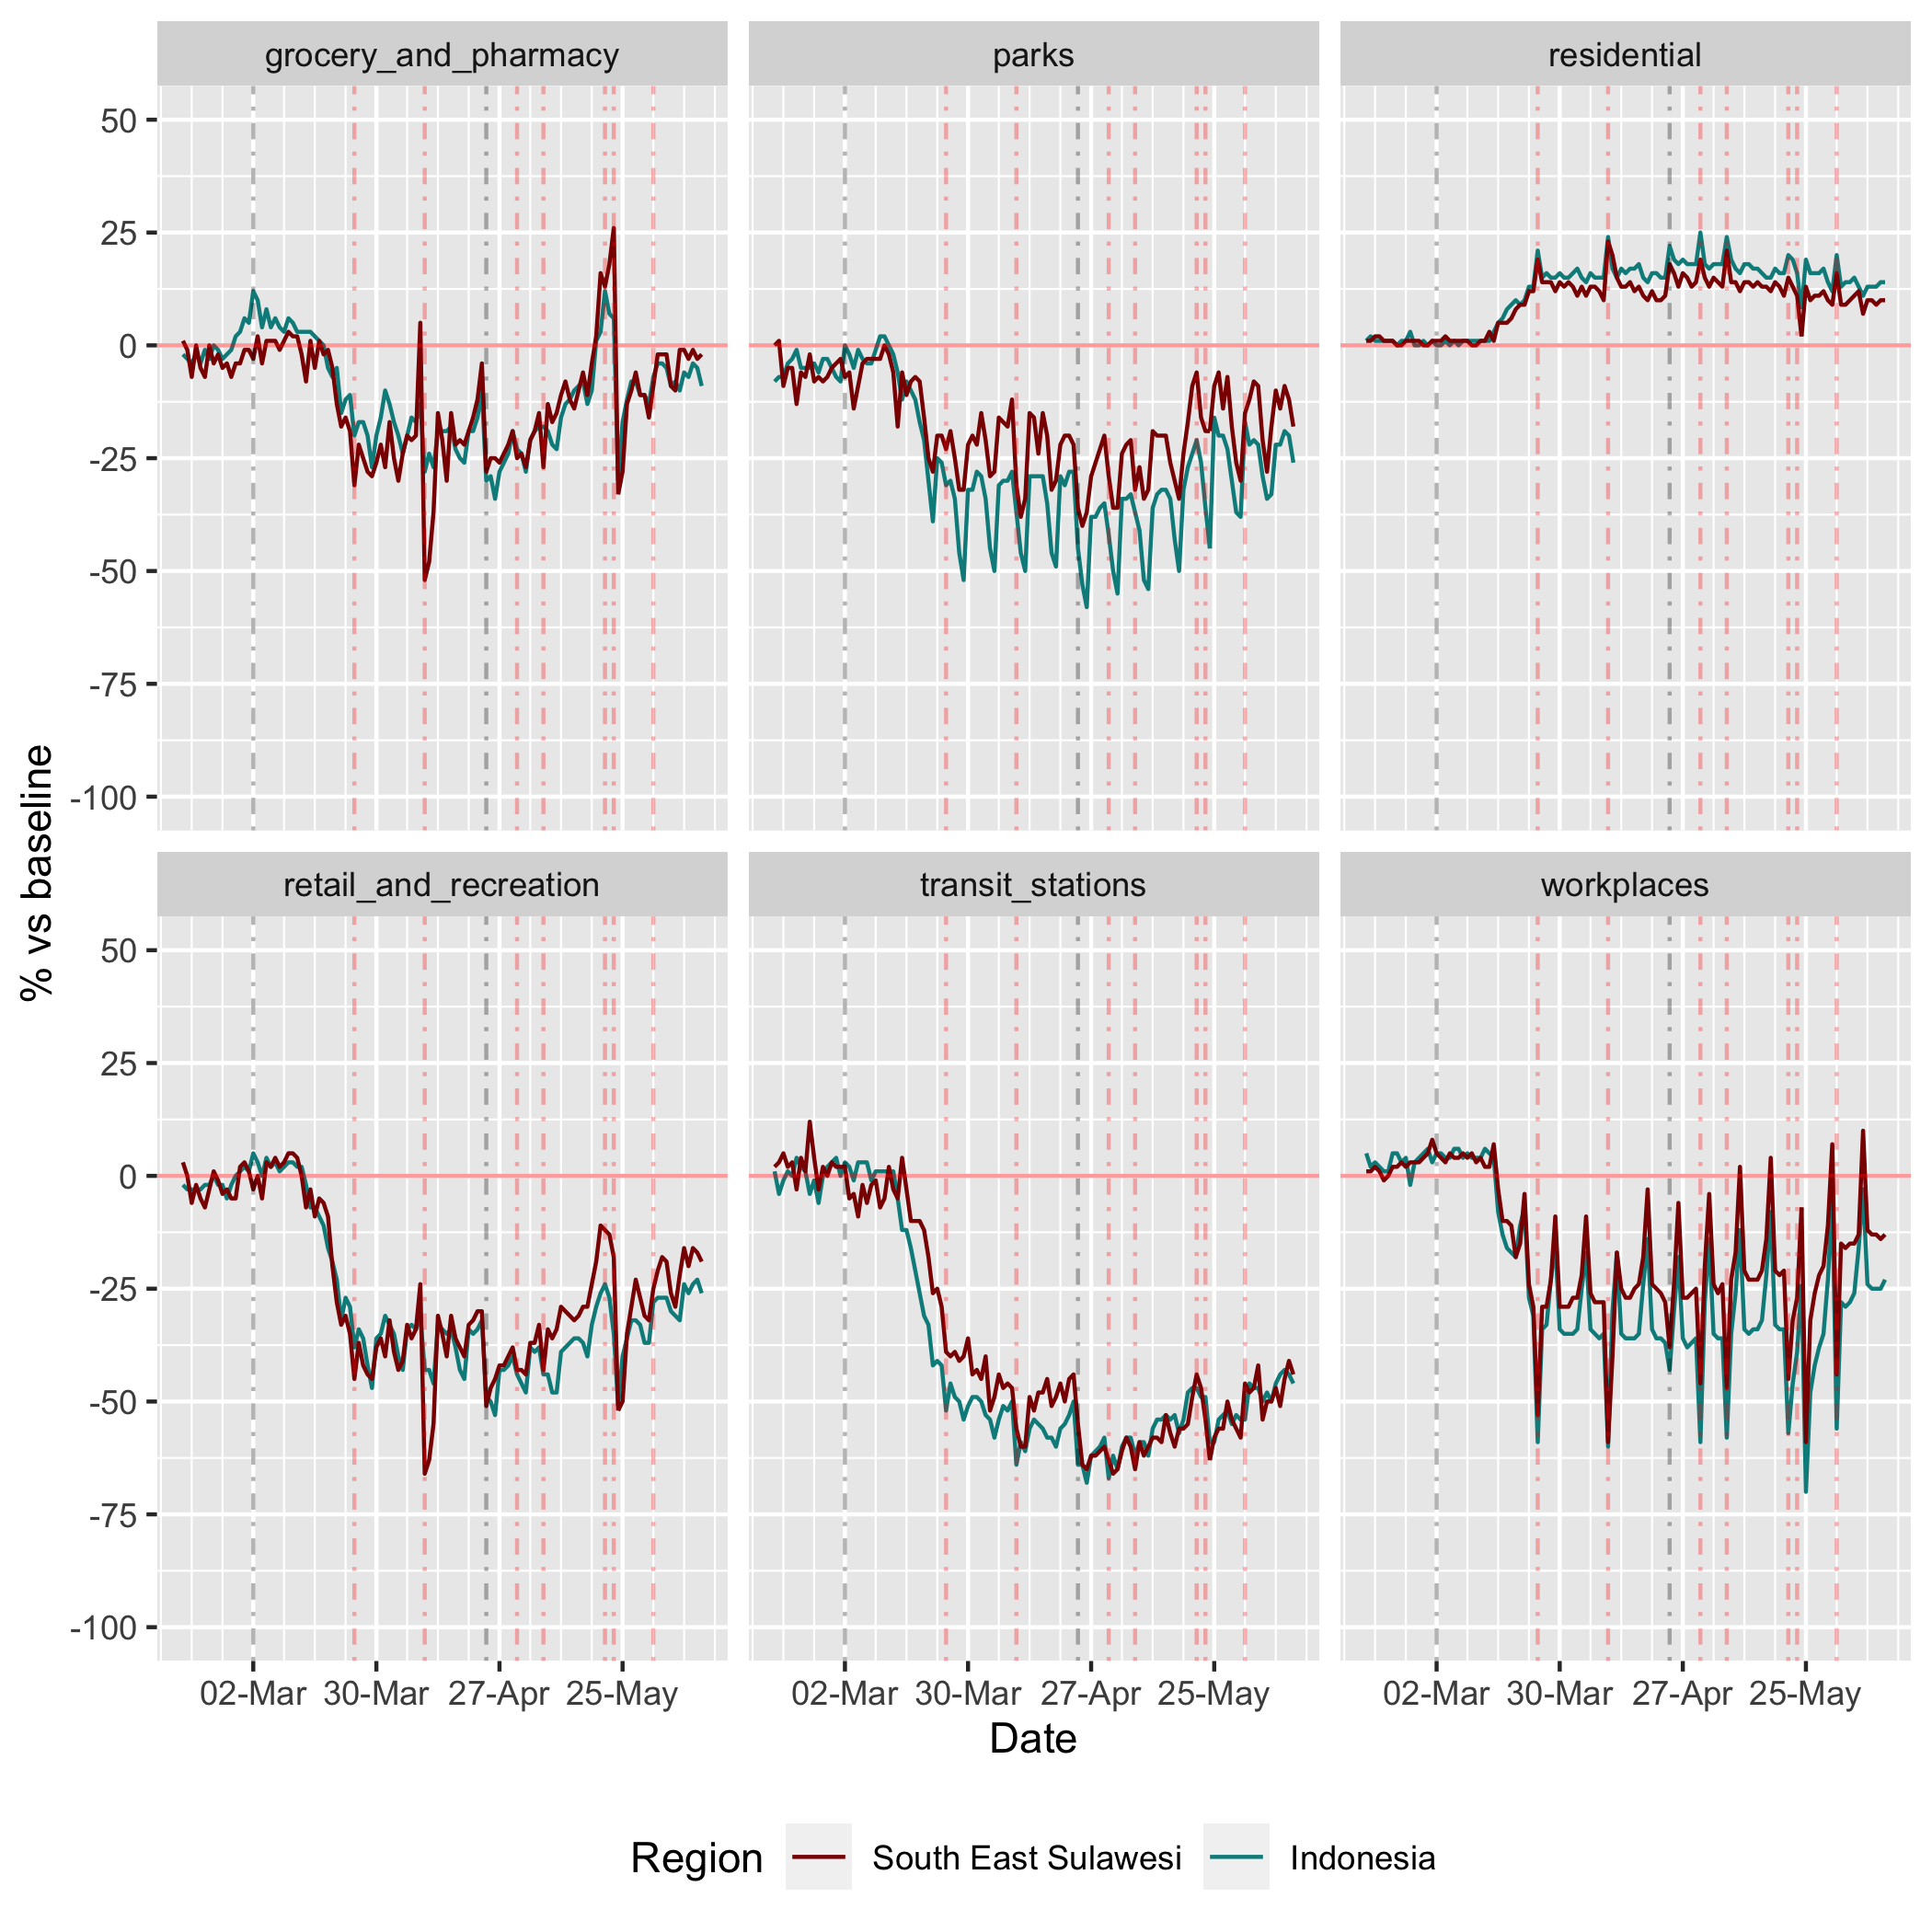 grocery_and_pharmacy parks residential
50
25
0
-25
-50
-75
-100
% vs baseline
retail_and_recreation transit_stations workplaces
50
25
0
-25
-50
-75
-100
02-Mar 30-Mar 27-Apr 25-May 02-Mar 30-Mar 27-Apr 25-May 02-Mar 30-Mar 27-Apr 25-May
Date
Region South East Sulawesi Indonesia